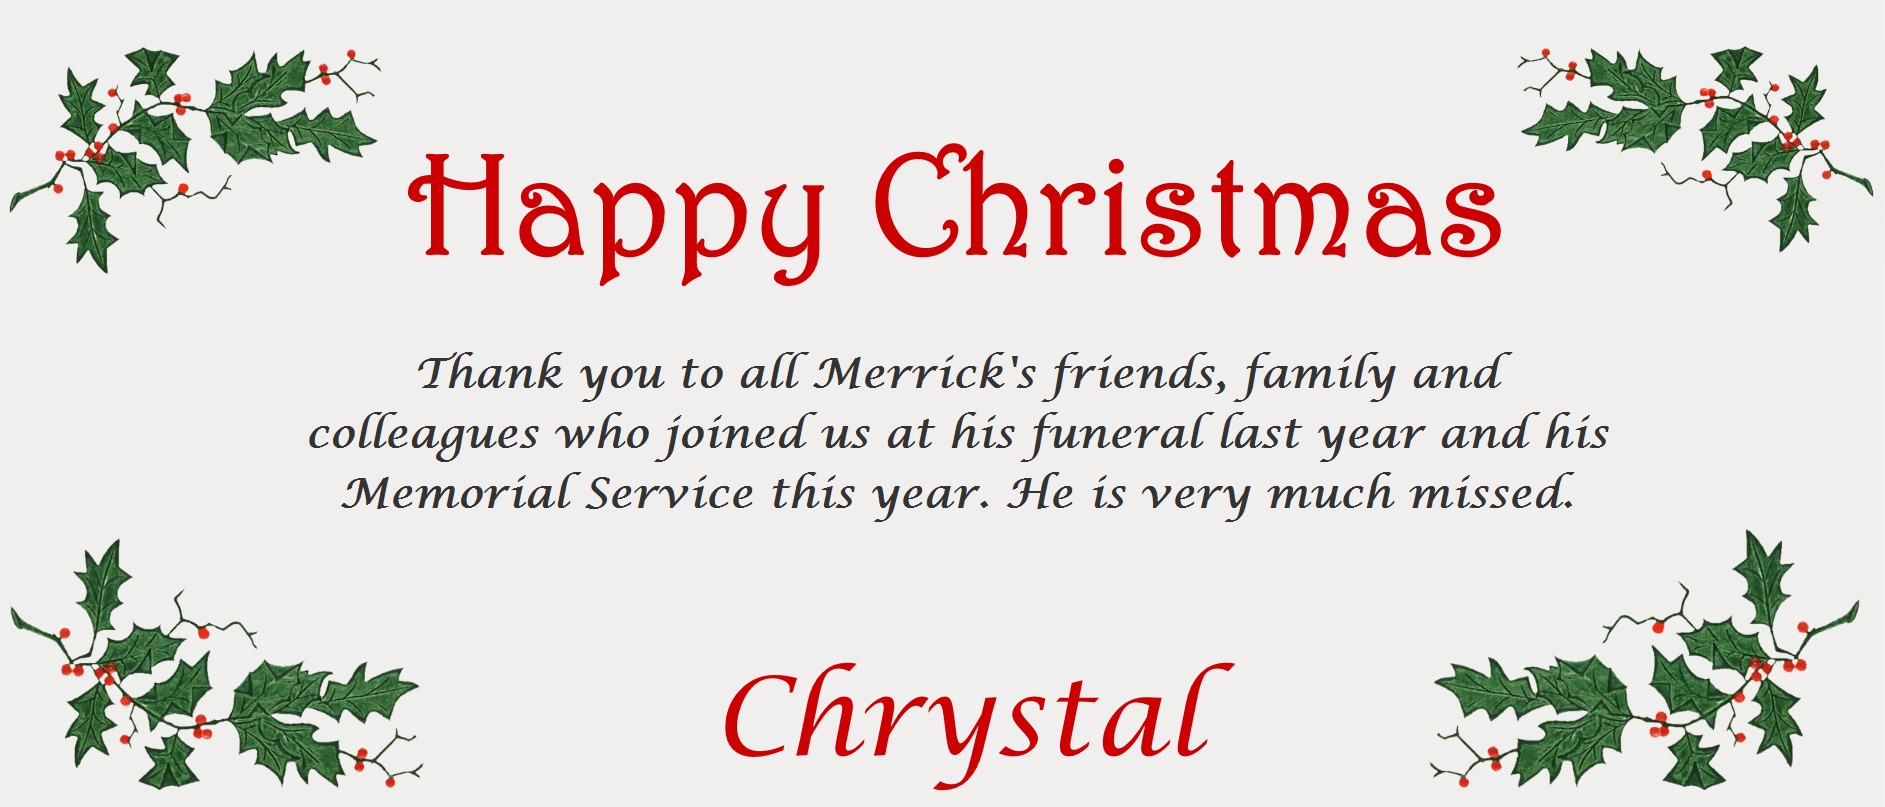 Happy Christmas
Thank you to all Merrick's friends, family and
colleagues who joined us at his funeral last year and his
Memorial Service this year. He is very much missed.
Chrystal